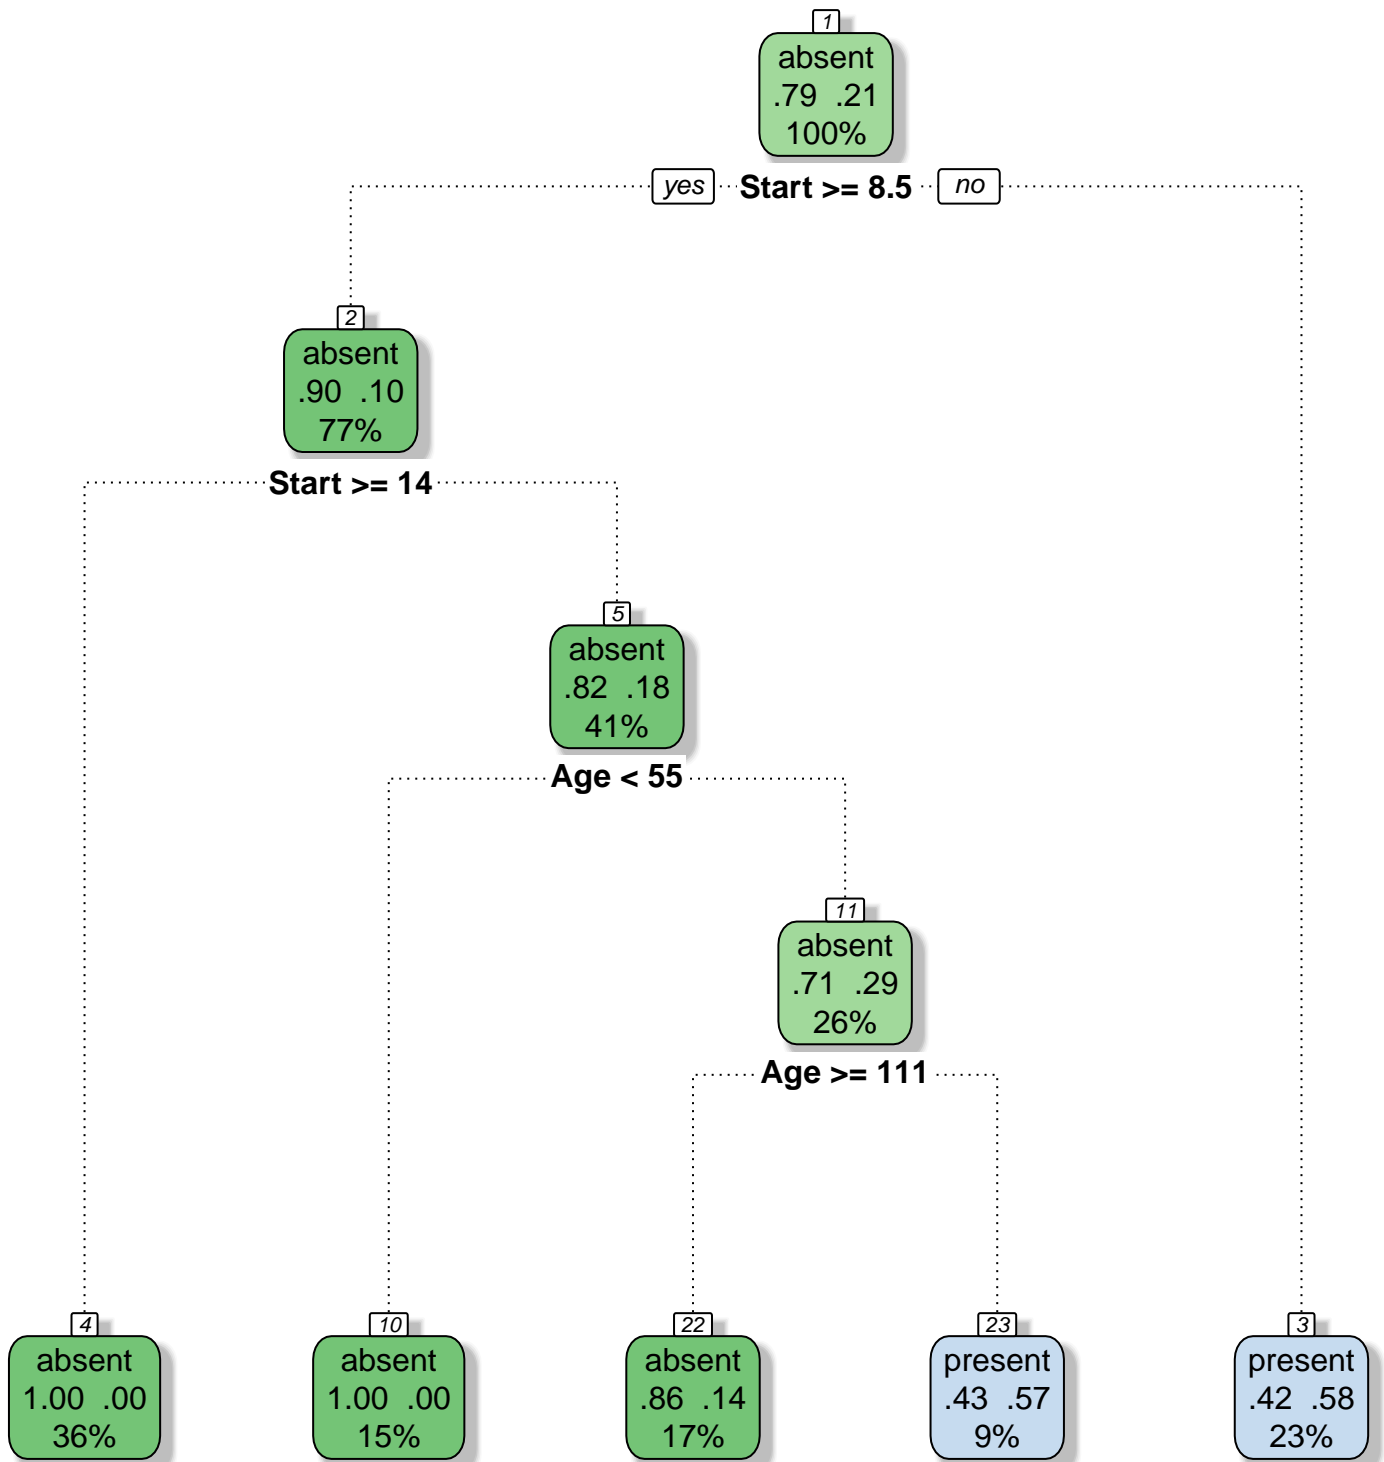 1
absent
.79 .21
100%
yes Start >= 8.5 no
2
absent
.90 .10
77%
Start >= 14
5
absent
.82 .18
41%
Age < 55
11
absent
.71 .29
26%
Age >= 111
4
absent
1.00 .00
36%
10
absent
1.00 .00
15%
22
absent
.86 .14
17%
23
present
.43 .57
9%
3
present
.42 .58
23%